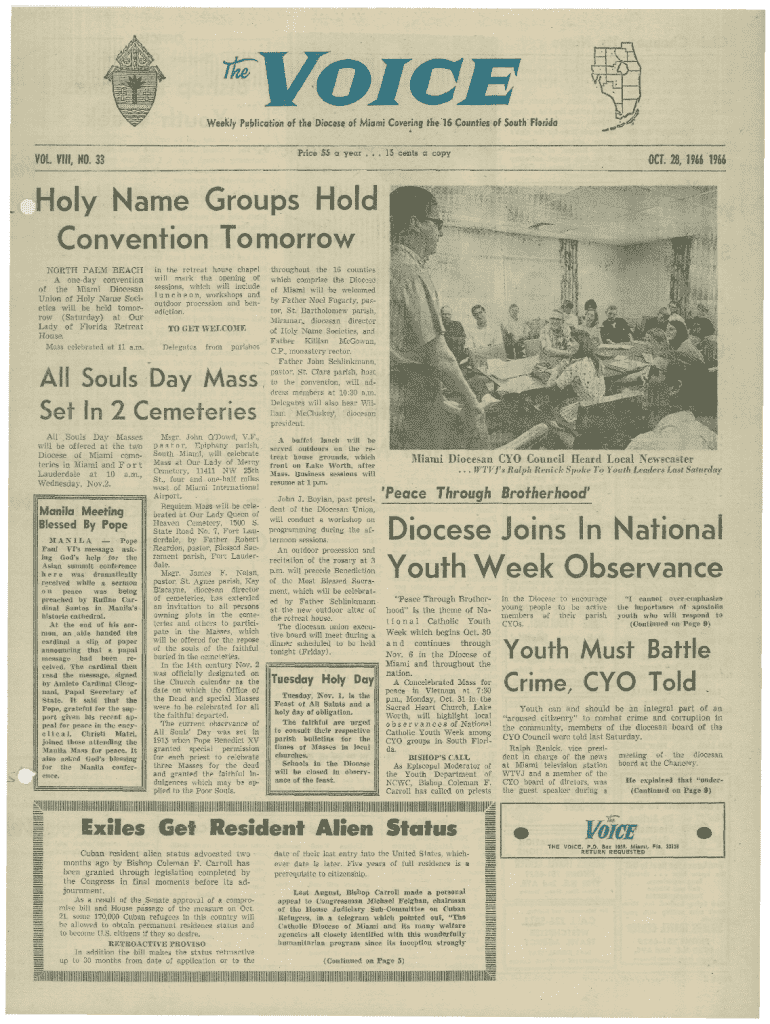 The VOICE
Weekly Publication of the Diocese of Miami Covering the 16 Counties of South Florida
VOL. VIII, NO. 33
Price $5 a year . . . 15 cents a copy
OCT. 28, 1966 1966
Holy Name Groups Hold
Convention Tomorrow
NORTH PALM BEACH
— A one-day convention
of the Miami Diocesan
Union of Holy Name Soci-
eties will be held tomor-
row (Saturday) at Our
Lady of Florida Retreat
House.
Mass celebrated at 11 a.m.
in the retreat house chapel
will mark the opening of
sessions, which will include
luncheon, workshops and
outdoor procession and ben-
ediction.
TO GET WELCOME
Delegates from parishes
throughout the 16 counties
which comprise the Diocese
of Miami will be welcomed
by Father Noel Fogarty, pas-
tor, St. Bartholomew parish,
Miramar, diocesan director
of Holy Name Societies, and
Father Killian McGowan,
C.P., monastery rector.
Father John Schlinkmann,
pastor, St. Clare parish, host
to the convention, will ad-
dress members at 10:30 a.m.
Delegates will also hear Wil-
liam McCluskey, diocesan
president.
A buffet lunch will be
served outdoors on the re-
treat house grounds, which
front on Lake Worth, after
Mass. Business sessions will
resume at 1 p.m.
John J. Boylan, past presi-
dent of the Diocesan Union,
will conduct a workshop on
programming during the af-
ternoon sessions.
An outdoor procession and
recitation of the rosary at 3
p.m. will precede Benediction
of the Most Blessed Sacra-
ment, which will be celebrat-
ed by Father Schlinkmann
at the new outdoor altar of
the retreat house.
The diocesan union execu-
tive board will meet during a
dinner scheduled to be held
tonight (Friday).
All Souls Day Mass
Set In 2 Cemeteries
All Souls Day Masses
will be offered at the two
Diocese of Miami ceme-
teries in Miami and Fort
Lauderdale at 10 a.m.,
Wednesday, Nov.2.
Msgr. John O'Dowd, V.F.,
pastor, Epiphany parish,
South Miami, will celebrate
Mass at Our Lady of Mercy
Cemetery, 11411 NW 25th
St., four and one-half miles
west of Miami International
Airport.
Requiem Mass will be cele-
brated at Our Lady Queen of
Heaven Cemetery, 1500 S.
State Road No. 7, Fort Lau-
derdale, by Father Robert
Reardon, pastor, Blessed Sac-
rament parish, Fort Lauder-
dale.
Msgr. James F. Nelan,
pastor, St. Agnes parish, Key
Biscayne, diocesan director
of cemeteries, has extended
an invitation to all persons
owning plots in the ceme-
teries and others to partici-
pate in the Masses, which
will be offered for the repose
of the souls of the faithful
buried in the cemeteries.
In the 14th century Nov. 2
was officially designated on
the Church calendar as the
date on which the Office of
the Dead and special Masses
were to be celebrated for all
the faithful departed.
The current observance of
All Souls' Day was set in
1915 when Pope Benedict XV
granted special permission
for each priest to celebrate
three Masses for the dead
and granted the faithful in-
dulgences which may be ap-
plied to the Poor Souls.
Manila Meeting
Blessed By Pope
MANILA — Pope
Paul VI's message ask-
ing God's help for the
Asian summit conference
here was dramatically
received while a sermon
on peace was being
preached by Rufino Car-
dinal Santos in Manila's
historic cathedral.
At the end of his ser-
mon, an aide handed the
cardinal a slip of paper
announcing that a papal
message had been re-
ceived. The cardinal then
read the message, signed
by Amleto Cardinal Cicog-
nani, Papal Secretary of
State. It said that the
Pope, grateful for the sup-
port given his recent ap-
peal for peace in the ency-
clical, Christi Matri,
joined those attending the
Manila Mass for peace. It
also asked God's blessing
for the Manila confer-
ence.
Tuesday Holy Day
Tuesday, Nov. 1, is the
Feast of All Saints and a
holy day of obligation.
The faithful are urged
to consult their respective
parish bulletins for the
times of Masses in local
churches.
Schools in the Diocese
will be closed in observ-
ance of the feast.
Miami Diocesan CYO Council Heard Local Newscaster
. . . WTVJ's Ralph Renick Spoke To Youth Leaders Last Saturday
'Peace Through Brotherhood'
Diocese Joins In National
Youth Week Observance
"Peace Through Brother-
hood" is the theme of Na-
tional Catholic Youth
Week which begins Oct. 30
and continues through
Nov. 6 in the Diocese of
Miami and throughout the
nation.
A Concelebrated Mass for
peace in Vietnam at 7:30
p.m., Monday, Oct. 31 in the
Sacred Heart Church, Lake
Worth, will highlight local
observances of National
Catholic Youth Week among
CYO groups in South Flori-
da.
BISHOP'S CALL
As Episcopal Moderator of
the Youth Department of
NCWC, Bishop Coleman F.
Carroll has called on priests
in the Diocese to encourage
young people to be active
members of their parish
CYOs.
"I cannot over-emphasize
the importance of apostolic
youth who will respond to
(Continued on Page 9)
Youth Must Battle
Crime, CYO Told
Youth can and should be an integral part of an
"aroused citizenry" to combat crime and corruption in
the community, members of the diocesan board of the
CYO Council were told last Saturday.
Ralph Renick, vice presi-
dent in charge of the news
at Miami television station
WTVJ and a member of the
CYO board of directors, was
the guest speaker during a
meeting of the diocesan
board at the Chancery.
He explained that "under-
(Continued on Page 8)
Exiles Get Resident Alien Status
Cuban resident alien status advocated two
months ago by Bishop Coleman F. Carroll has
been granted through legislation completed by
the Congress in final moments before its ad-
journment.
As a result of the Senate approval of a compro-
mise bill and House passage of the measure on Oct.
21, some 170,000 Cuban refugees in this country will
be allowed to obtain permanent residence status and
to become U.S. citizens if they so desire.
RETROACTIVE PROVISO
In addition the bill makes the status retroactive
up to 30 months from date of application or to the
date of their last entry into the United States, which-
ever date is later. Five years of full residence is a
prerequisite to citizenship.
Last August, Bishop Carroll made a personal
appeal to Congressman Michael Feighan, chairman
of the House Judiciary Sub-Committee on Cuban
Refugees, in a telegram which pointed out, "The
Catholic Diocese of Miami and its many welfare
agencies all closely identified with this wonderfully
humanitarian program since its inception strongly
(Continued on Page 5)
The VOICE
THE VOICE, P.O. Box 1059, Miami, Fla. 33138
RETURN REQUESTED